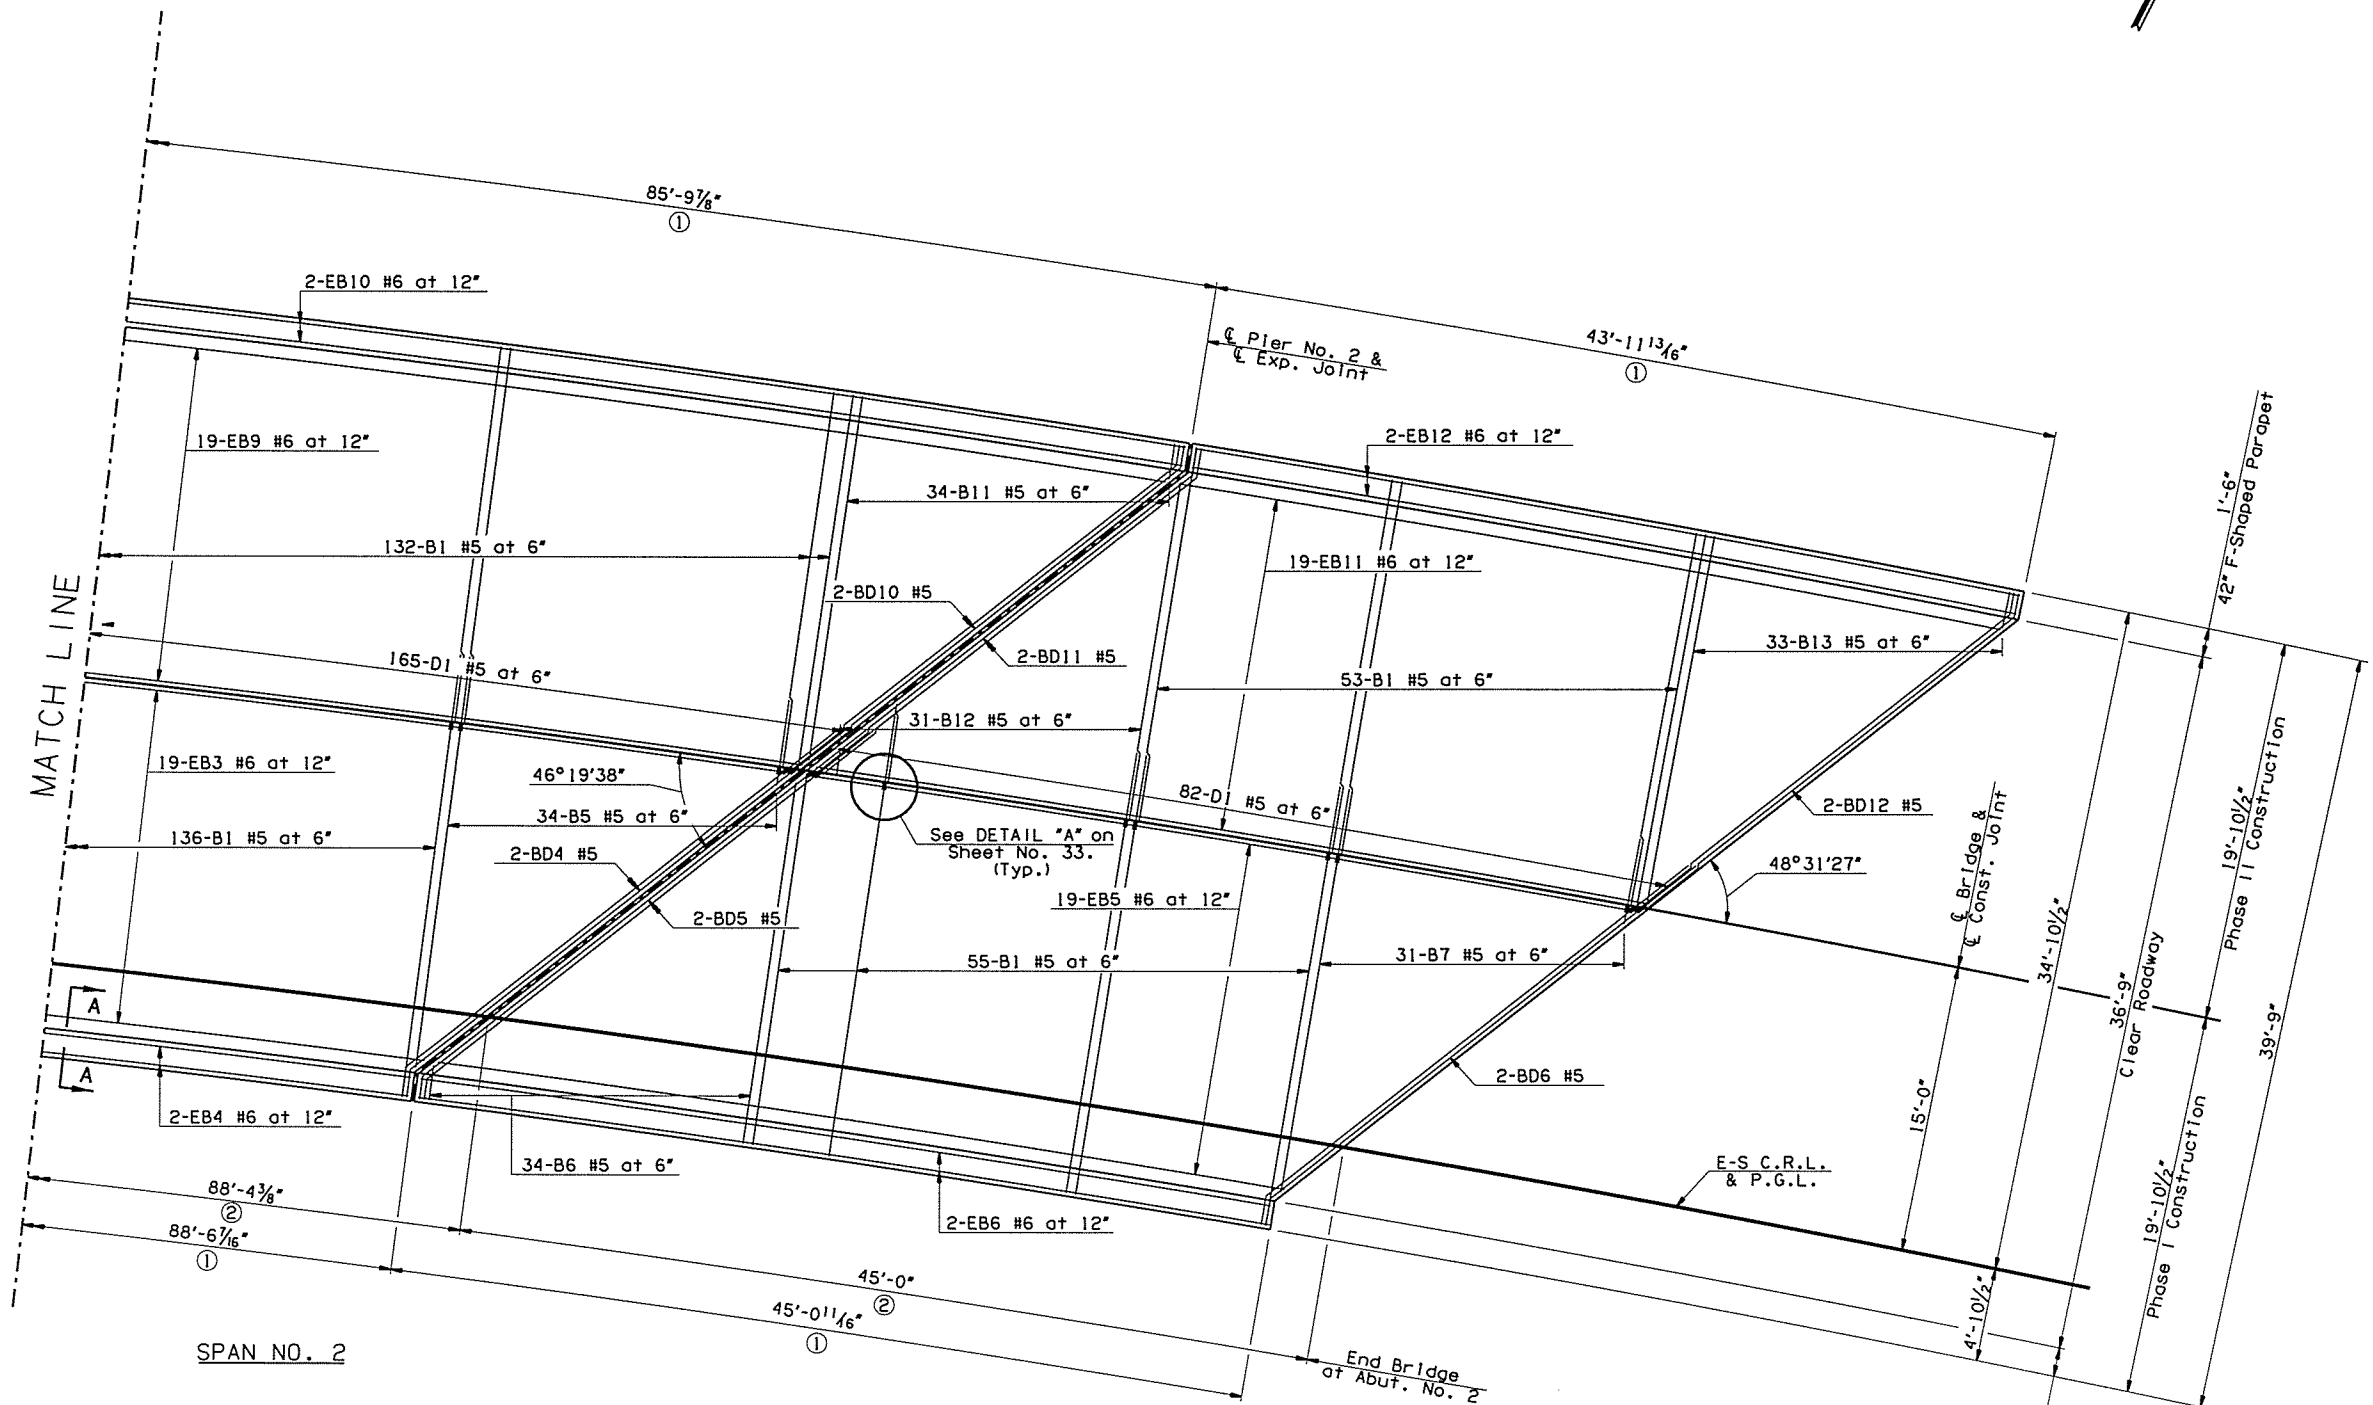 85'-9⅞"
①
2-EB10 #6 at 12"
℄ Pier No. 2 &
℄ Exp. Joint
43'-11 13/16"
①
1'-6"
42" F-Shaped Parapet
2-EB12 #6 at 12"
19-EB9 #6 at 12"
34-B11 #5 at 6"
132-B1 #5 at 6"
19-EB11 #6 at 12"
2-BD10 #5
2-BD11 #5
33-B13 #5 at 6"
MATCH LINE
165-D1 #5 at 6"
53-B1 #5 at 6"
31-B12 #5 at 6"
19-EB3 #6 at 12"
46°19'38"
82-D1 #5 at 6"
2-BD12 #5
34-B5 #5 at 6"
136-B1 #5 at 6"
See DETAIL "A" on
Sheet No. 33.
(Typ.)
2-BD4 #5
48°31'27"
℄ Bridge &
℄ Const. Joint
19'-10½"
Phase II Construction
2-BD5 #5
19-EB5 #6 at 12"
34'-10½"
36'-9"
Clear Roadway
39'-9"
55-B1 #5 at 6"
31-B7 #5 at 6"
A
A
2-BD6 #5
15'-0"
2-EB4 #6 at 12"
34-B6 #5 at 6"
E-S C.R.L.
& P.G.L.
19'-10½"
Phase I Construction
88'-4⅜"
②
2-EB6 #6 at 12"
88'-6 7/16"
①
45'-0"
②
45'-0 11/16"
①
4'-10½"
SPAN NO. 2
End Bridge
at Abut. No. 2